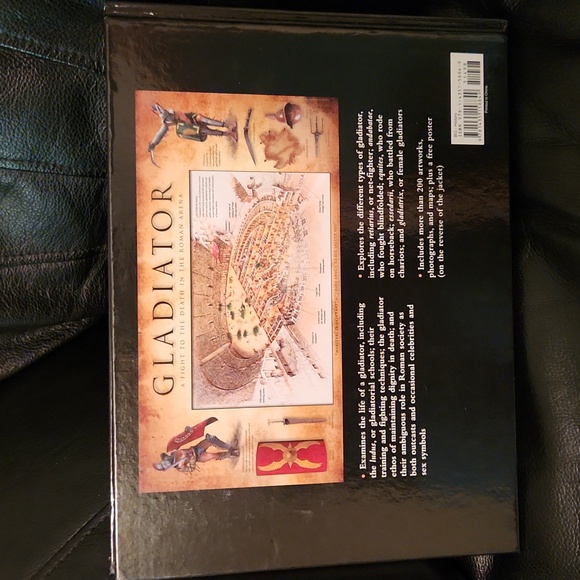 GLADIATOR
A FIGHT TO THE DEATH IN THE ROMAN ARENA
• Examines the life of a gladiator, including
the ludus, or gladiatorial schools; their
training and fighting techniques; the gladiator
ethos of maintaining dignity in death; and
their ambiguous role in Roman society as
both outcasts and occasional celebrities and
sex symbols
• Explores the different types of gladiator,
including retiarius, or net-fighter; andabatae,
who fought blindfolded; equites, who rode
on horseback; essedarii, who battled from
chariots; and gladiatrix, or female gladiators
• Includes more than 200 artworks,
photographs, and maps; plus a free poster
(on the reverse of the jacket)
Printed in China